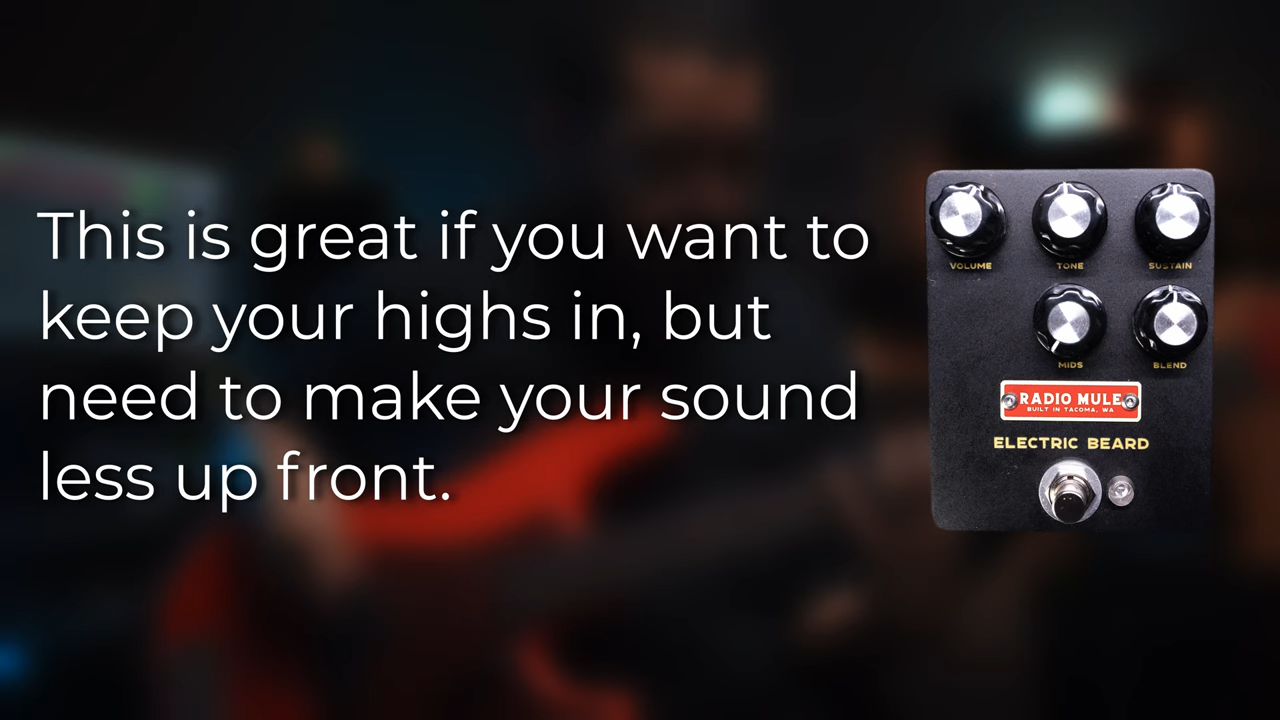 This is great if you want to
keep your highs in, but
need to make your sound
less up front.
VOLUME TONE SUSTAIN
MIDS BLEND
RADIO MULE
BUILT IN TACOMA, WA
ELECTRIC BEARD